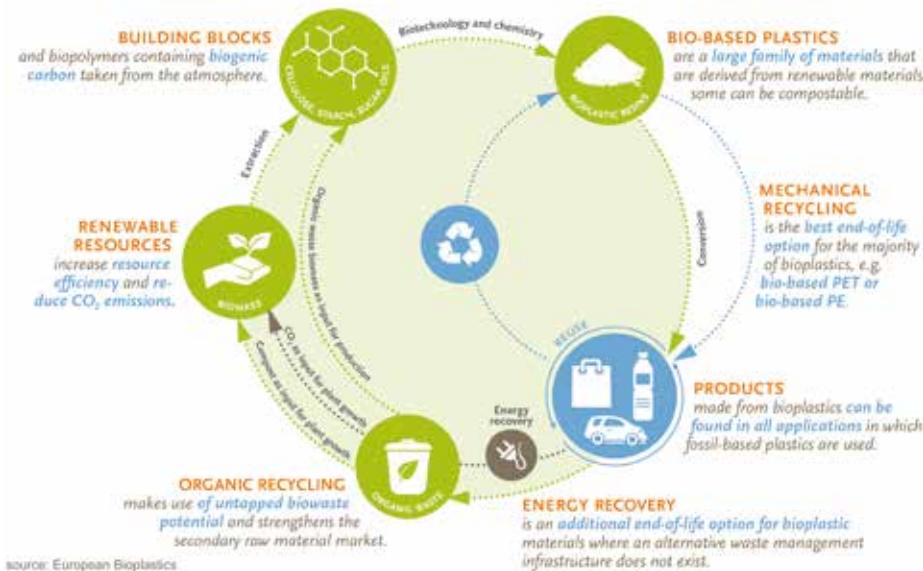 BUILDING BLOCKS
and biopolymers containing biogenic
carbon taken from the atmosphere.
CELLULOSE, STARCH, SUGAR, OILS
Biotechnology and chemistry
BIOPLASTIC RESINS
BIO-BASED PLASTICS
are a large family of materials that
are derived from renewable materials
some can be compostable.
Extraction
Organic waste biomass as input for production
Conversion
MECHANICAL
RECYCLING
is the best end-of-life
option for the majority
of bioplastics, e.g.
bio-based PET or
bio-based PE.
RENEWABLE
RESOURCES
increase resource
efficiency and re-
duce CO₂ emissions.
BIOMASS
CO₂ as input for plant growth
Compost as input for plant growth
REUSE
PRODUCTS
made from bioplastics can be
found in all applications in which
fossil-based plastics are used.
Energy
recovery
ORGANIC WASTE
ORGANIC RECYCLING
makes use of untapped biowaste
potential and strengthens the
secondary raw material market.
ENERGY RECOVERY
is an additional end-of-life option for bioplastic
materials where an alternative waste management
infrastructure does not exist.
source: European Bioplastics